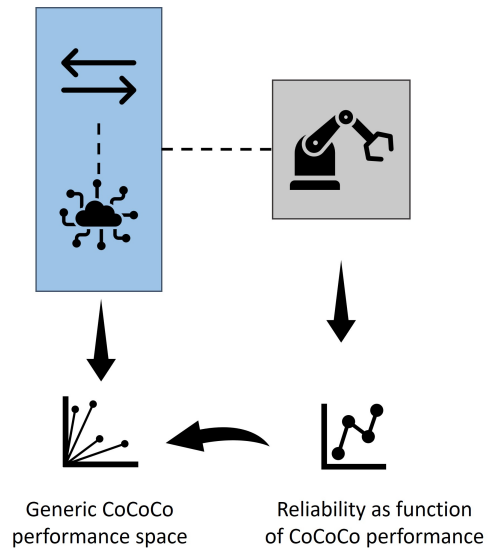 Generic CoCoCo
performance space
Reliability as function
of CoCoCo performance